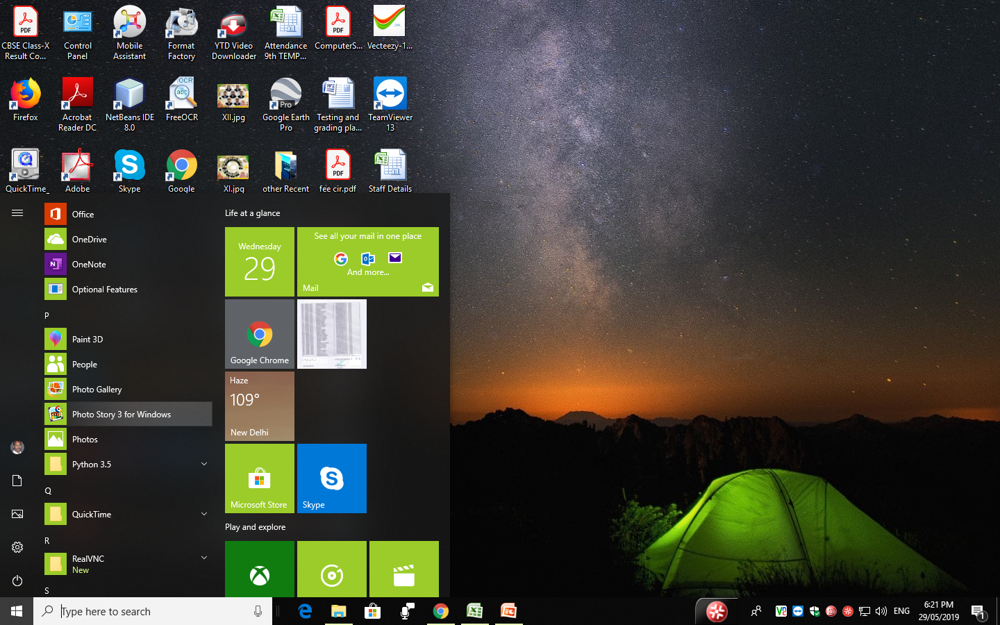 CBSE Class-X
Result Co...
Control
Panel
Mobile
Assistant
Format
Factory
YTD Video
Downloader
Attendance
9th TEMP...
ComputerS...
Vecteezy-1...
Firefox
Acrobat
Reader DC
NetBeans IDE
8.0
FreeOCR
XII.jpg
Google Earth
Pro
Testing and
grading pla...
TeamViewer
13
QuickTime_
Adobe
Skype
Google
XI.jpg
other Recent
fee cir.pdf
Staff Details
Office
OneDrive
OneNote
Optional Features
P
Paint 3D
People
Photo Gallery
Photo Story 3 for Windows
Photos
Python 3.5
Q
QuickTime
R
RealVNC
New
S
Life at a glance
Wednesday
29
See all your mail in one place
And more...
Mail
Google Chrome
Haze
109°
New Delhi
Microsoft Store
Skype
Play and explore
Type here to search
ENG
6:21 PM
29/05/2019
1